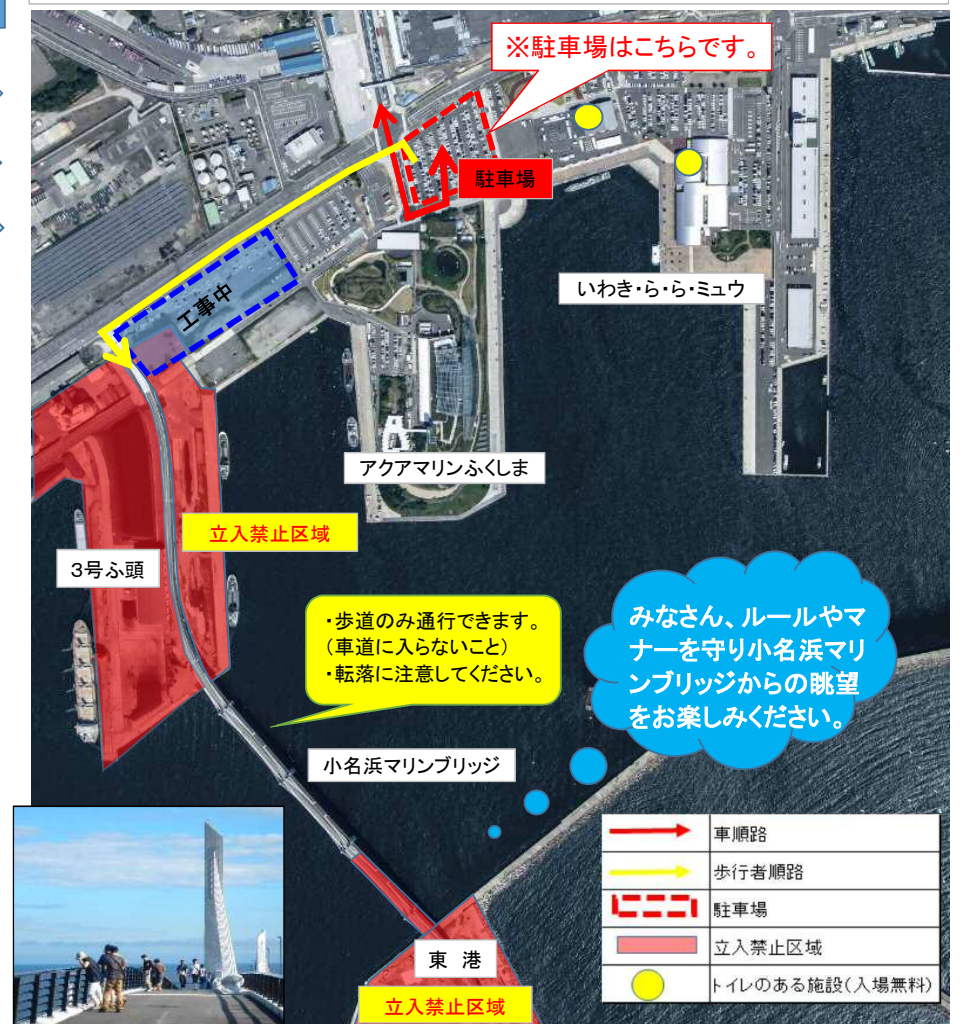 ※駐車場はこちらです。
駐車場
いわき・ら・ら・ミュウ
工事中
アクアマリンふくしま
立入禁止区域
3号ふ頭
・歩道のみ通行できます。
(車道に入らないこと)
・転落に注意してください。
みなさん、ルールやマ
ナーを守り小名浜マリ
ンブリッジからの眺望
をお楽しみください。
小名浜マリンブリッジ
車順路
歩行者順路
駐車場
立入禁止区域
トイレのある施設(入場無料)
東 港
立入禁止区域